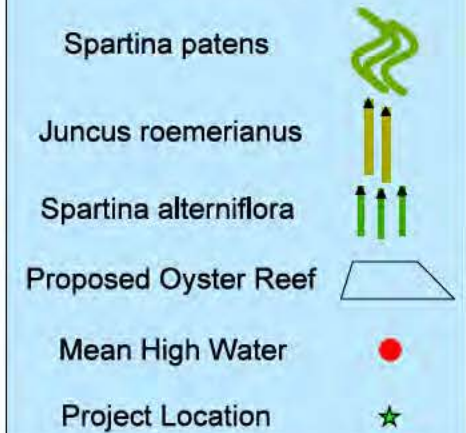 Spartina patens
Juncus roemerianus
Spartina alterniflora
Proposed Oyster Reef
Mean High Water
Project Location